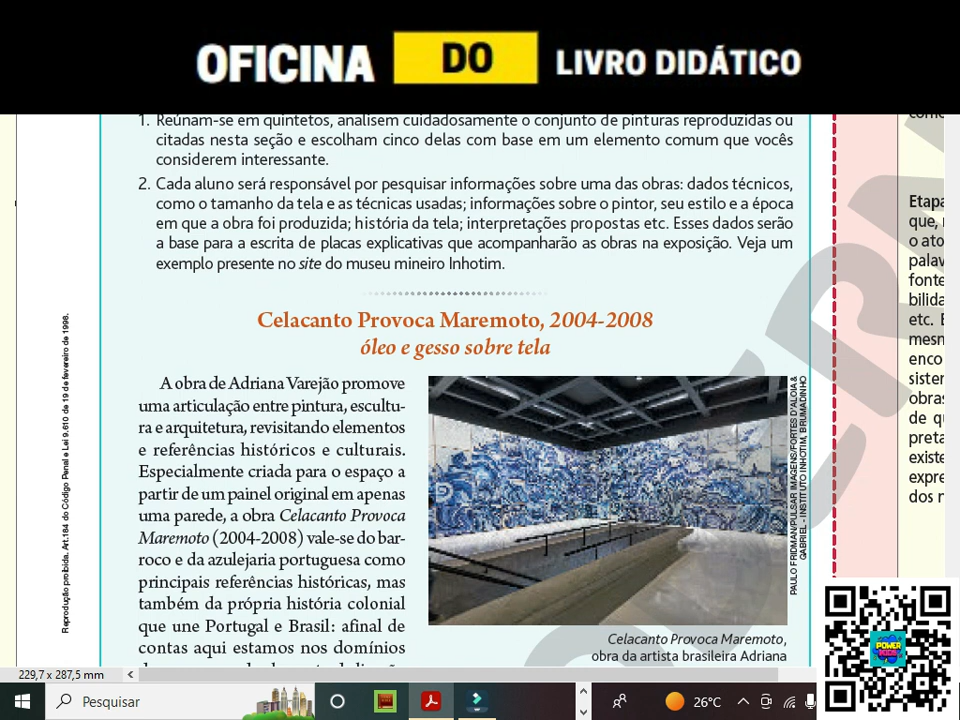 OFICINA DO LIVRO DIDÁTICO
1. Reúnam-se em quintetos, analisem cuidadosamente o conjunto de pinturas reproduzidas ou
citadas nesta seção e escolham cinco delas com base em um elemento comum que vocês
considerem interessante.
2. Cada aluno será responsável por pesquisar informações sobre uma das obras: dados técnicos,
como o tamanho da tela e as técnicas usadas; informações sobre o pintor, seu estilo e a época
em que a obra foi produzida; história da tela; interpretações propostas etc. Esses dados serão
a base para a escrita de placas explicativas que acompanharão as obras na exposição. Veja um
exemplo presente no site do museu mineiro Inhotim.
Celacanto Provoca Maremoto, 2004-2008
óleo e gesso sobre tela
A obra de Adriana Varejão promove
uma articulação entre pintura, escultu-
ra e arquitetura, revisitando elementos
e referências históricos e culturais.
Especialmente criada para o espaço a
partir de um painel original em apenas
uma parede, a obra Celacanto Provoca
Maremoto (2004-2008) vale-se do bar-
roco e da azulejaria portuguesa como
principais referências históricas, mas
também da própria história colonial
que une Portugal e Brasil: afinal de
contas aqui estamos nos domínios
PAULO FRIDMAN/PULSAR IMAGENS/FORTES D'ALOIA &
GABRIEL - INSTITUTO INHOTIM, BRUMADINHO
Celacanto Provoca Maremoto,
obra da artista brasileira Adriana
Reprodução proibida. Art.184 do Código Penal e Lei 9.610 de 19 de fevereiro de 1998.
Etapa
que,
o ato
palav
fonte
bilida
etc.
mesn
enco
sister
obras
de qu
preta
existe
expre
dos n
POWER
229,7 x 287,5 mm
Pesquisar
26°C